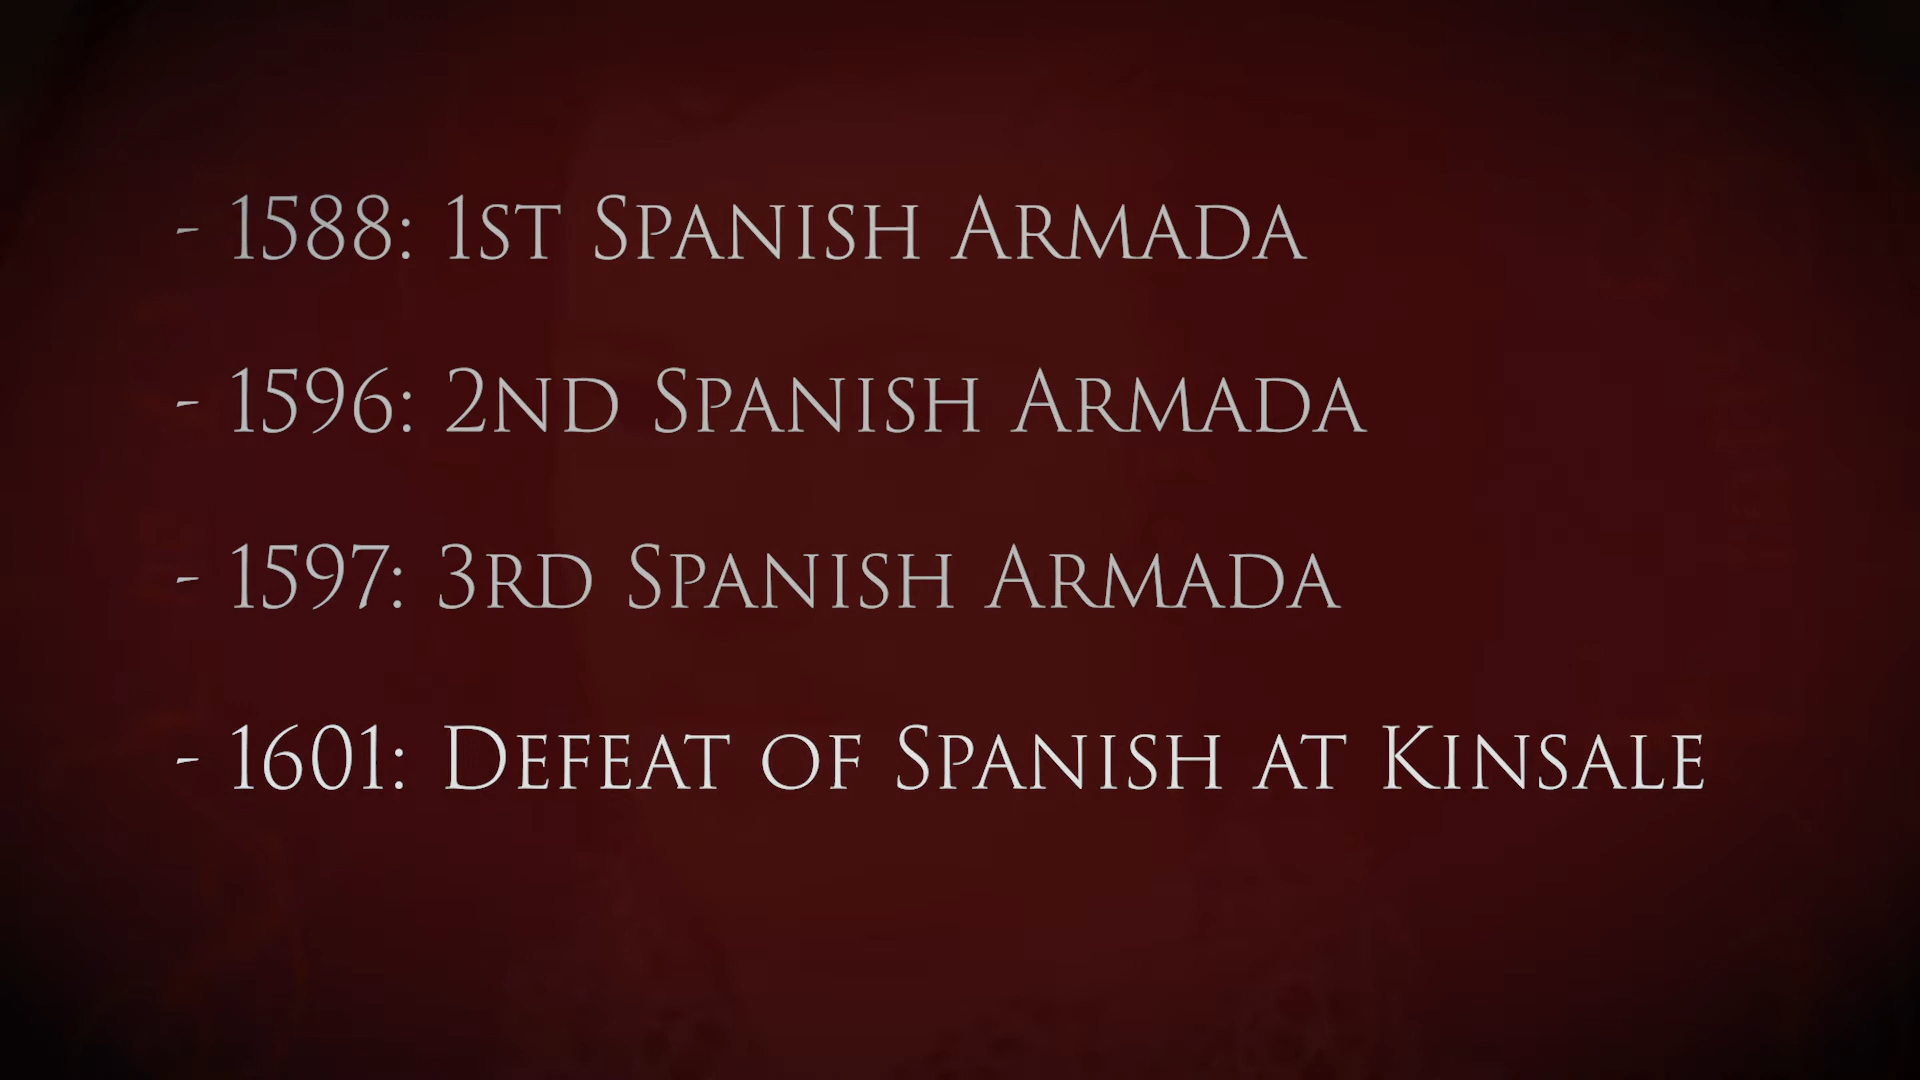 - 1588: 1st Spanish Armada
- 1596: 2nd Spanish Armada
- 1597: 3rd Spanish Armada
- 1601: Defeat of Spanish at Kinsale